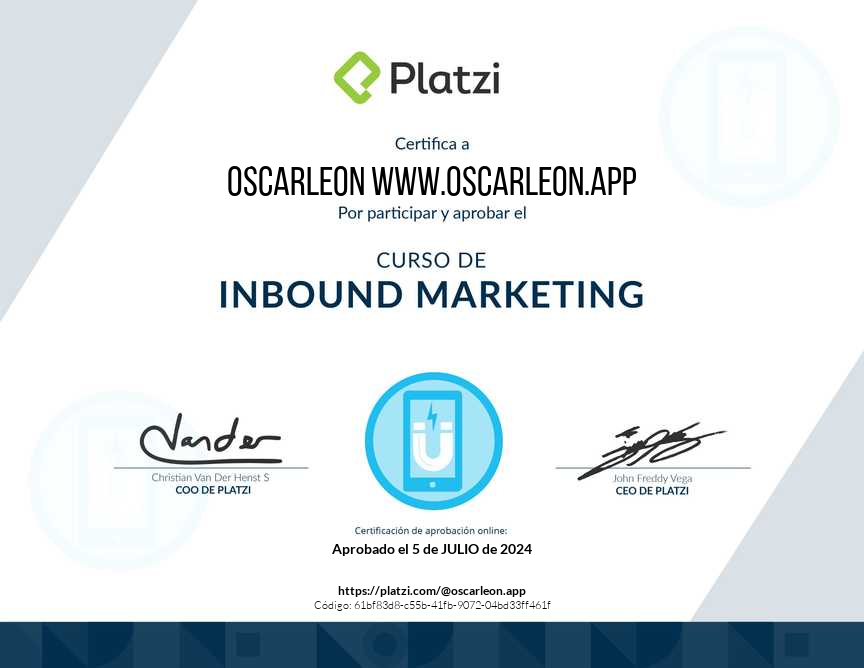 Platzi
Certifica a
OSCARLEON WWW.OSCARLEON.APP
Por participar y aprobar el
CURSO DE
INBOUND MARKETING
Vander
Christian Van Der Henst S
COO DE PLATZI
John Freddy Vega
CEO DE PLATZI
Certificación de aprobación online:
Aprobado el 5 de JULIO de 2024
https://platzi.com/@oscarleon.app
Código: 61bf83d8-c55b-41fb-9072-04bd33ff461f